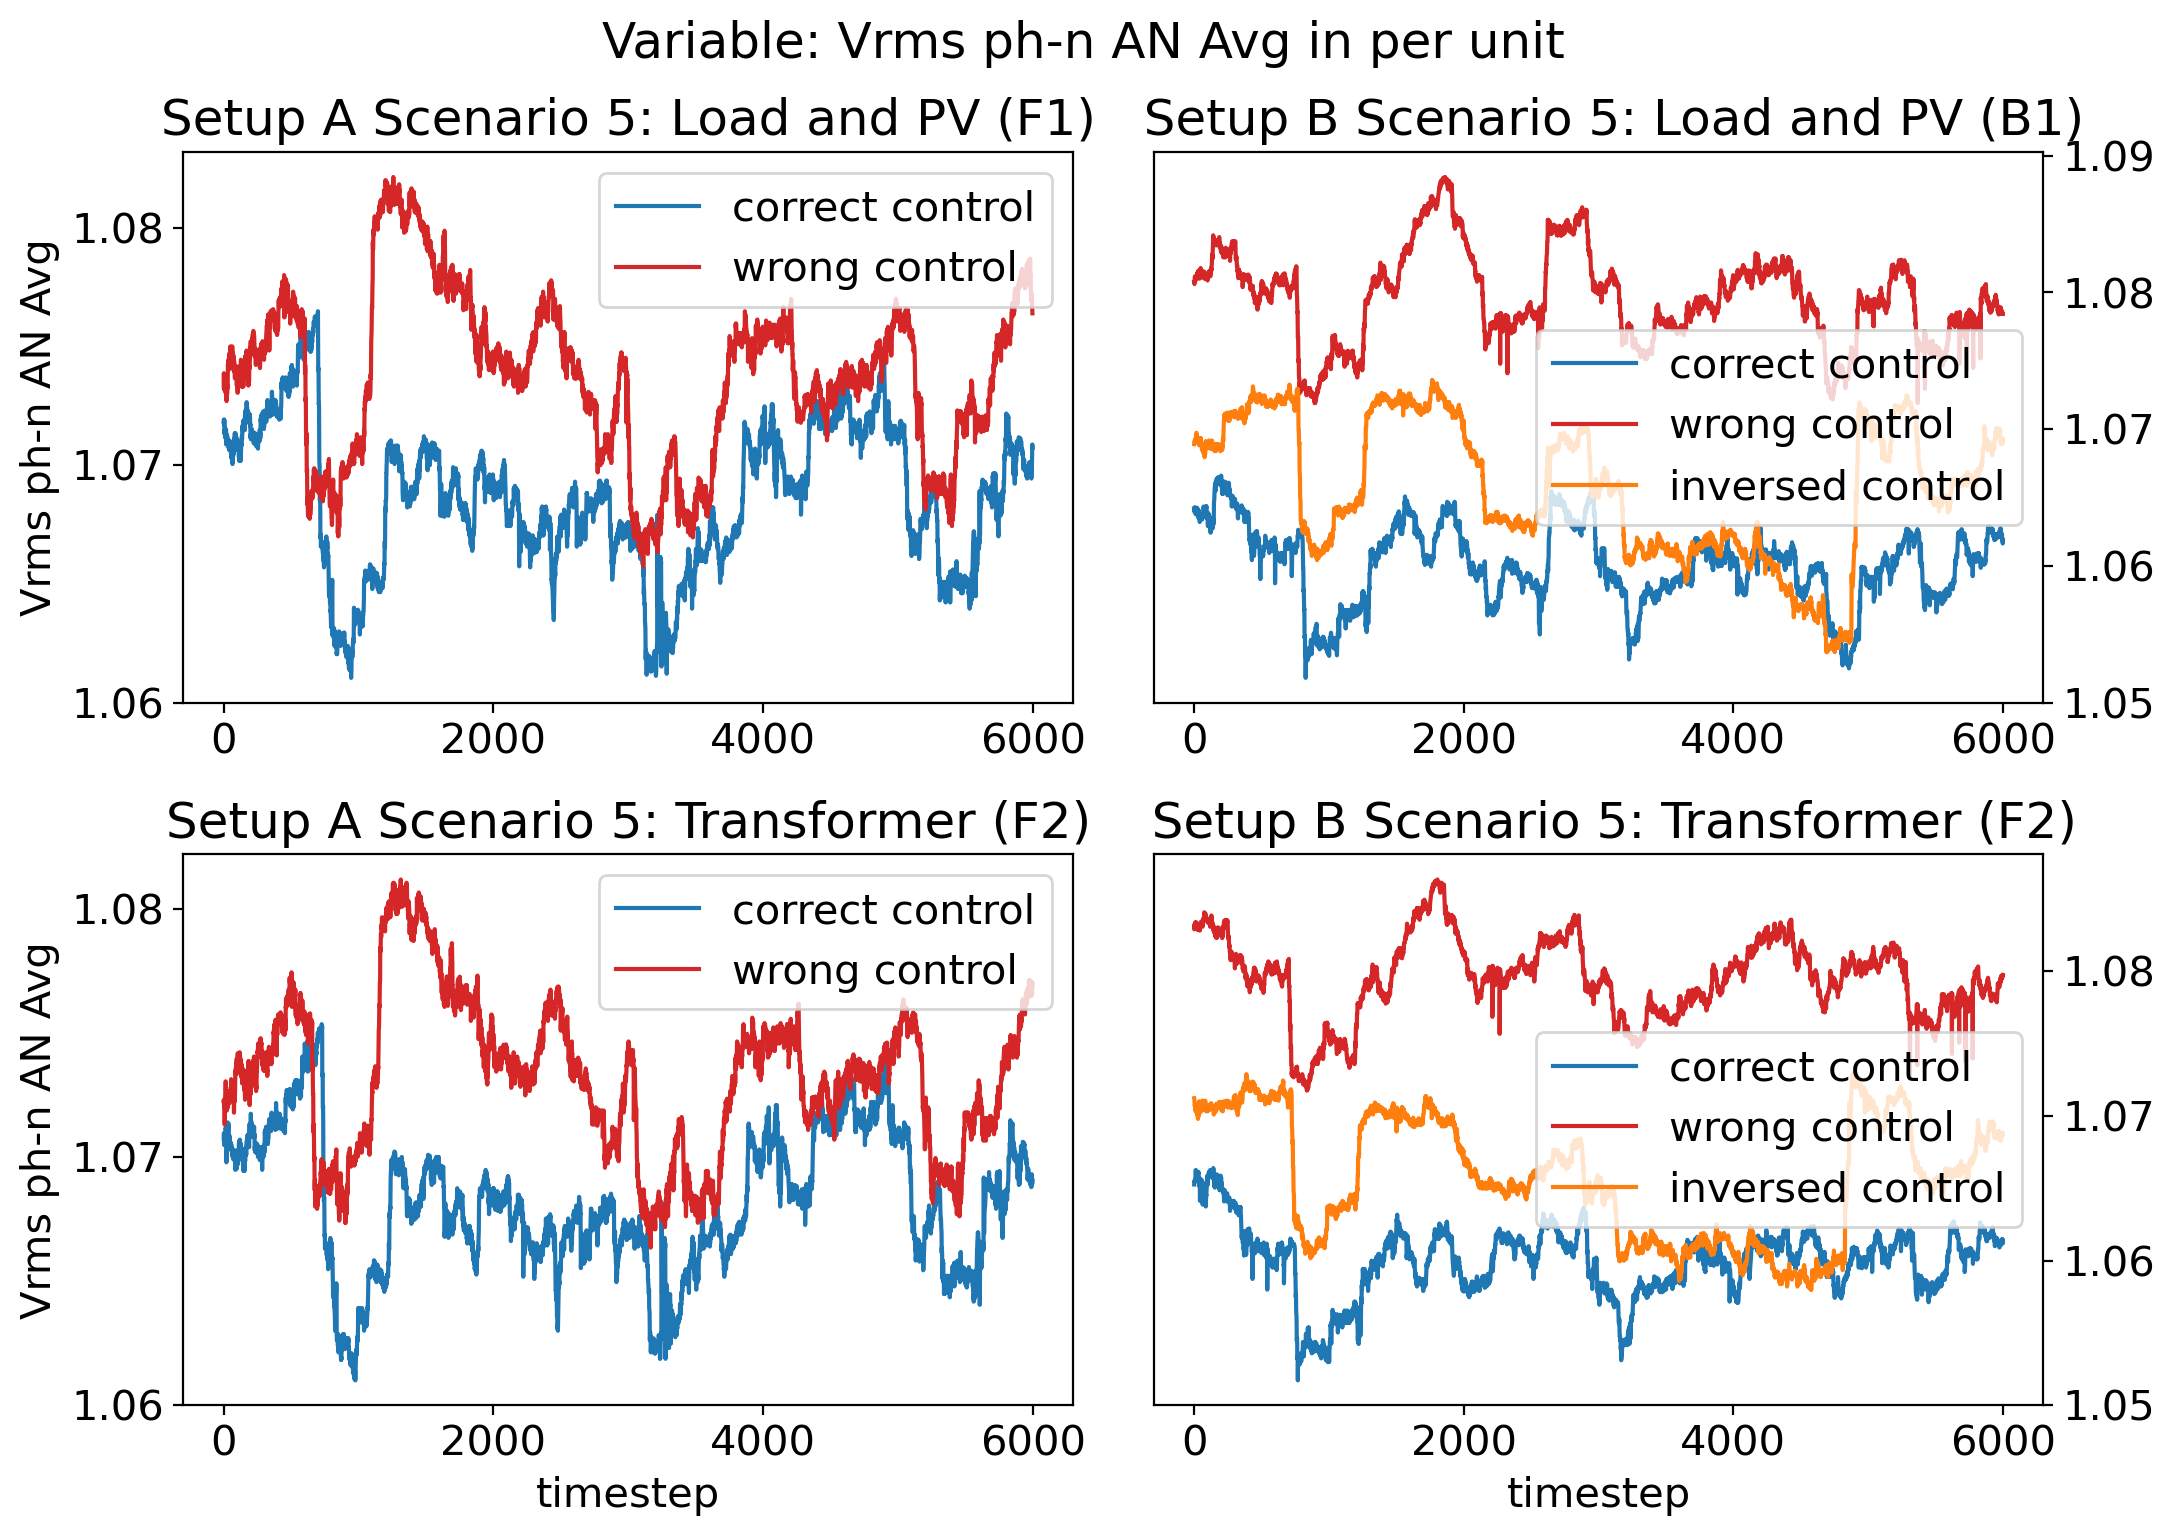 Variable: Vrms ph-n AN Avg in per unit
Setup A Scenario 5: Load and PV (F1)
Vrms ph-n AN Avg
1.08
1.07
1.06
correct control
wrong control
0 2000 4000 6000
Setup B Scenario 5: Load and PV (B1)
1.09
1.08
1.07
1.06
1.05
correct control
wrong control
inversed control
0 2000 4000 6000
Setup A Scenario 5: Transformer (F2)
Vrms ph-n AN Avg
1.08
1.07
1.06
correct control
wrong control
0 2000 4000 6000
timestep
Setup B Scenario 5: Transformer (F2)
1.08
1.07
1.06
1.05
correct control
wrong control
inversed control
0 2000 4000 6000
timestep